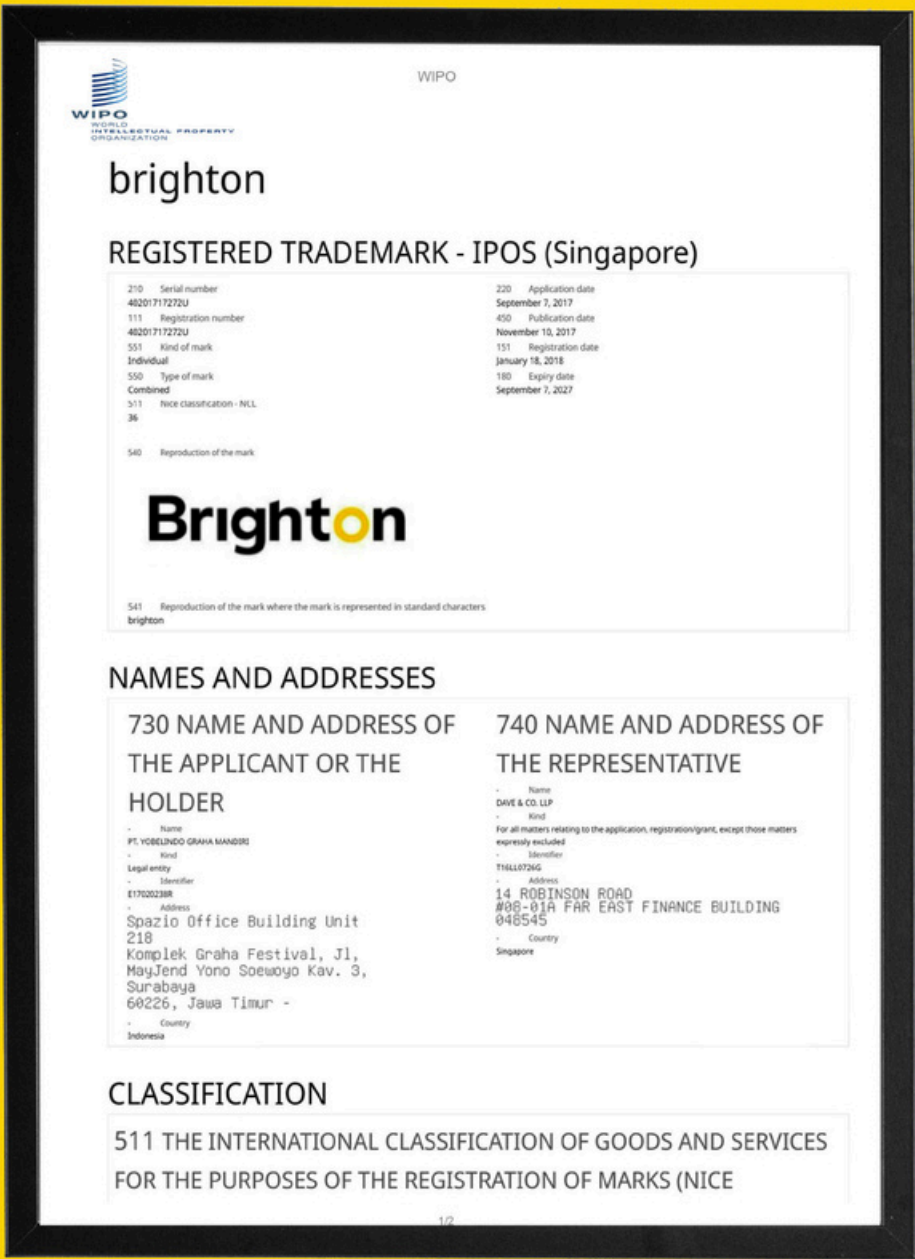 WIPO
WIPO
WORLD
INTELLECTUAL PROPERTY
ORGANIZATION
brighton
REGISTERED TRADEMARK - IPOS (Singapore)
210 Serial number
40201717272U
111 Registration number
40201717272U
551 Kind of mark
Individual
550 Type of mark
Combined
511 Nice classification - NCL
36
220 Application date
September 7, 2017
450 Publication date
November 10, 2017
151 Registration date
January 18, 2018
180 Expiry date
September 7, 2027
540 Reproduction of the mark
Brighton
541 Reproduction of the mark where the mark is represented in standard characters
brighton
NAMES AND ADDRESSES
730 NAME AND ADDRESS OF
THE APPLICANT OR THE
HOLDER
- Name
PT. YOBELINDO GRAHA MANDIRI
- Kind
Legal entity
- Identifier
E17020238R
- Address
Spazio Office Building Unit
218
Komplek Graha Festival, Jl,
MayJend Yono Soewoyo Kav. 3,
Surabaya
60226, Jawa Timur -
- Country
Indonesia
740 NAME AND ADDRESS OF
THE REPRESENTATIVE
- Name
DAVE & CO. LLP
- Kind
For all matters relating to the application, registration/grant, except those matters
expressly excluded
- Identifier
T16LL0726G
- Address
14 ROBINSON ROAD
#08-01A FAR EAST FINANCE BUILDING
048545
- Country
Singapore
CLASSIFICATION
511 THE INTERNATIONAL CLASSIFICATION OF GOODS AND SERVICES
FOR THE PURPOSES OF THE REGISTRATION OF MARKS (NICE
1/2